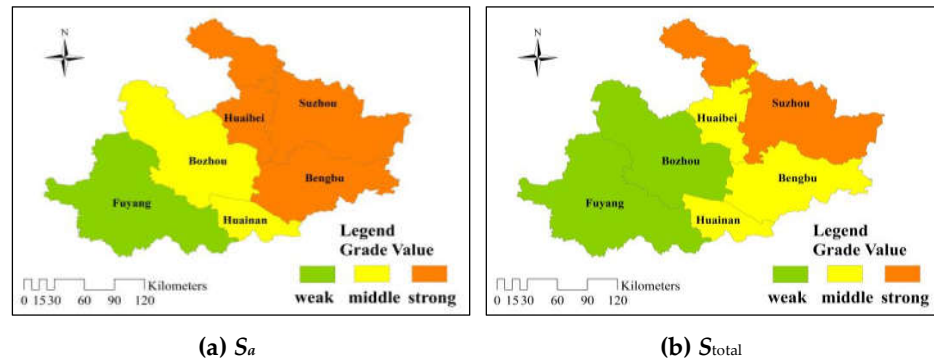 N
Suzhou
Huaibei
Bozhou
Bengbu
Fuyang
Huainan
Legend
Grade Value
Kilometers
0 15 30 60 90 120
weak middle strong
(a) Sa
N
Suzhou
Huaibei
Bozhou
Bengbu
Fuyang
Huainan
Legend
Grade Value
Kilometers
0 15 30 60 90 120
weak middle strong
(b) Stotal